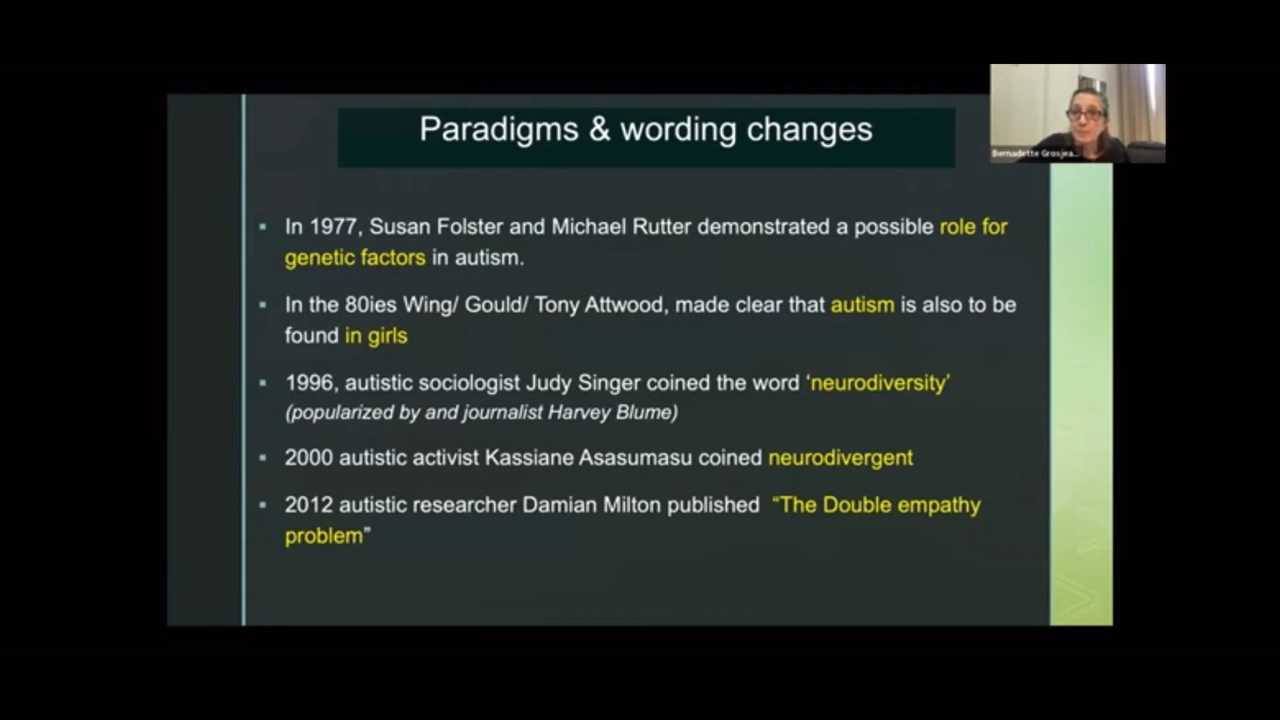 Paradigms & wording changes
Bernadette Grosjea...
▪ In 1977, Susan Folster and Michael Rutter demonstrated a possible role for
genetic factors in autism.
▪ In the 80ies Wing/ Gould/ Tony Attwood, made clear that autism is also to be
found in girls
▪ 1996, autistic sociologist Judy Singer coined the word ‘neurodiversity’
(popularized by and journalist Harvey Blume)
▪ 2000 autistic activist Kassiane Asasumasu coined neurodivergent
▪ 2012 autistic researcher Damian Milton published “The Double empathy
problem”